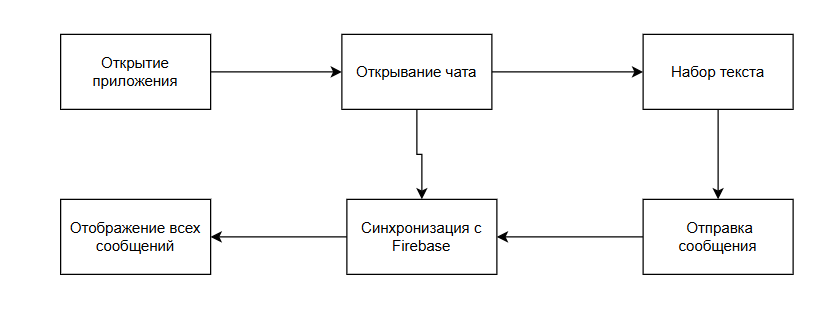 Открытие
приложения
Открывание чата
Набор текста
Отображение всех
сообщений
Синхронизация с
Firebase
Отправка
сообщения